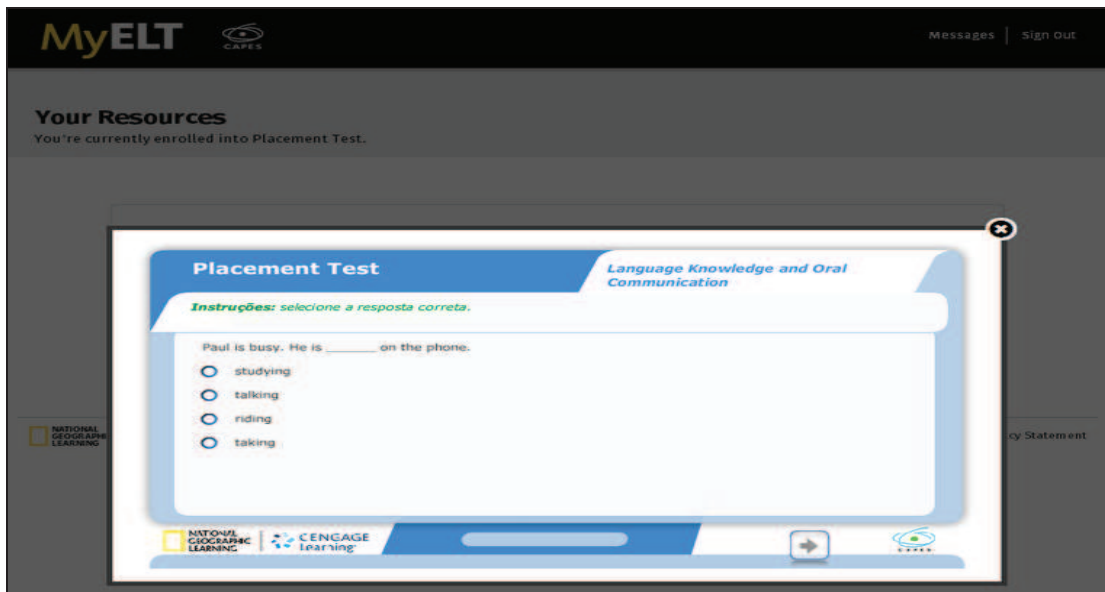 MyELT
CAPES
Messages | Sign Out
Your Resources
You're currently enrolled into Placement Test.
Placement Test
Language Knowledge and Oral
Communication
Instruções: selecione a resposta correta.
Paul is busy. He is ______ on the phone.
studying
talking
riding
taking
NATIONAL
GEOGRAPHIC
LEARNING
cy Statement
NATIONAL
GEOGRAPHIC
LEARNING
CENGAGE
Learning
CAPES